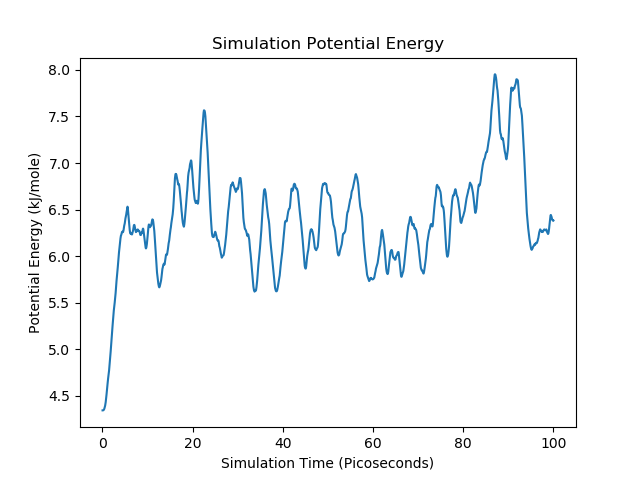 Simulation Potential Energy
Potential Energy (kJ/mole)
8.0
7.5
7.0
6.5
6.0
5.5
5.0
4.5
0 20 40 60 80 100
Simulation Time (Picoseconds)